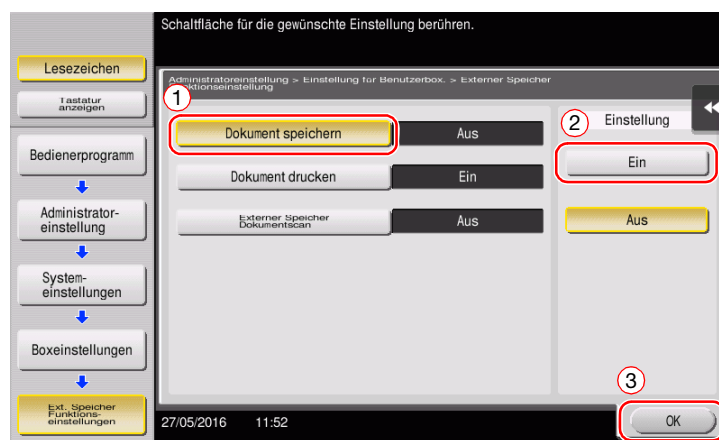 Schaltfläche für die gewünschte Einstellung berühren.
Lesezeichen
Tastatur
anzeigen
Bedienerprogramm
Administrator-
einstellung
System-
einstellungen
Boxeinstellungen
Ext. Speicher
Funktions-
einstellungen
Administratoreinstellung > Einstellung für Benutzerbox. > Externer Speicher
Funktionseinstellung
1
Dokument speichern Aus
Dokument drucken Ein
Externer Speicher
Dokumentscan
Aus
2 Einstellung
Ein
Aus
3
27/05/2016 11:52
OK